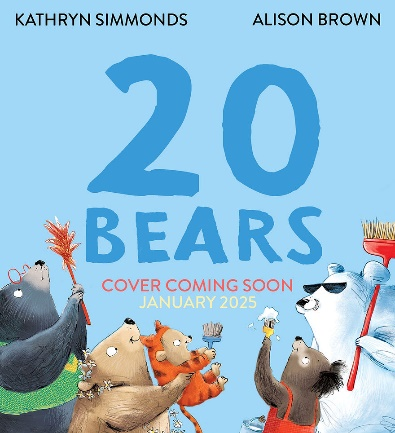 KATHRYN SIMMONDS ALISON BROWN
20
BEARS
COVER COMING SOON
JANUARY 2025